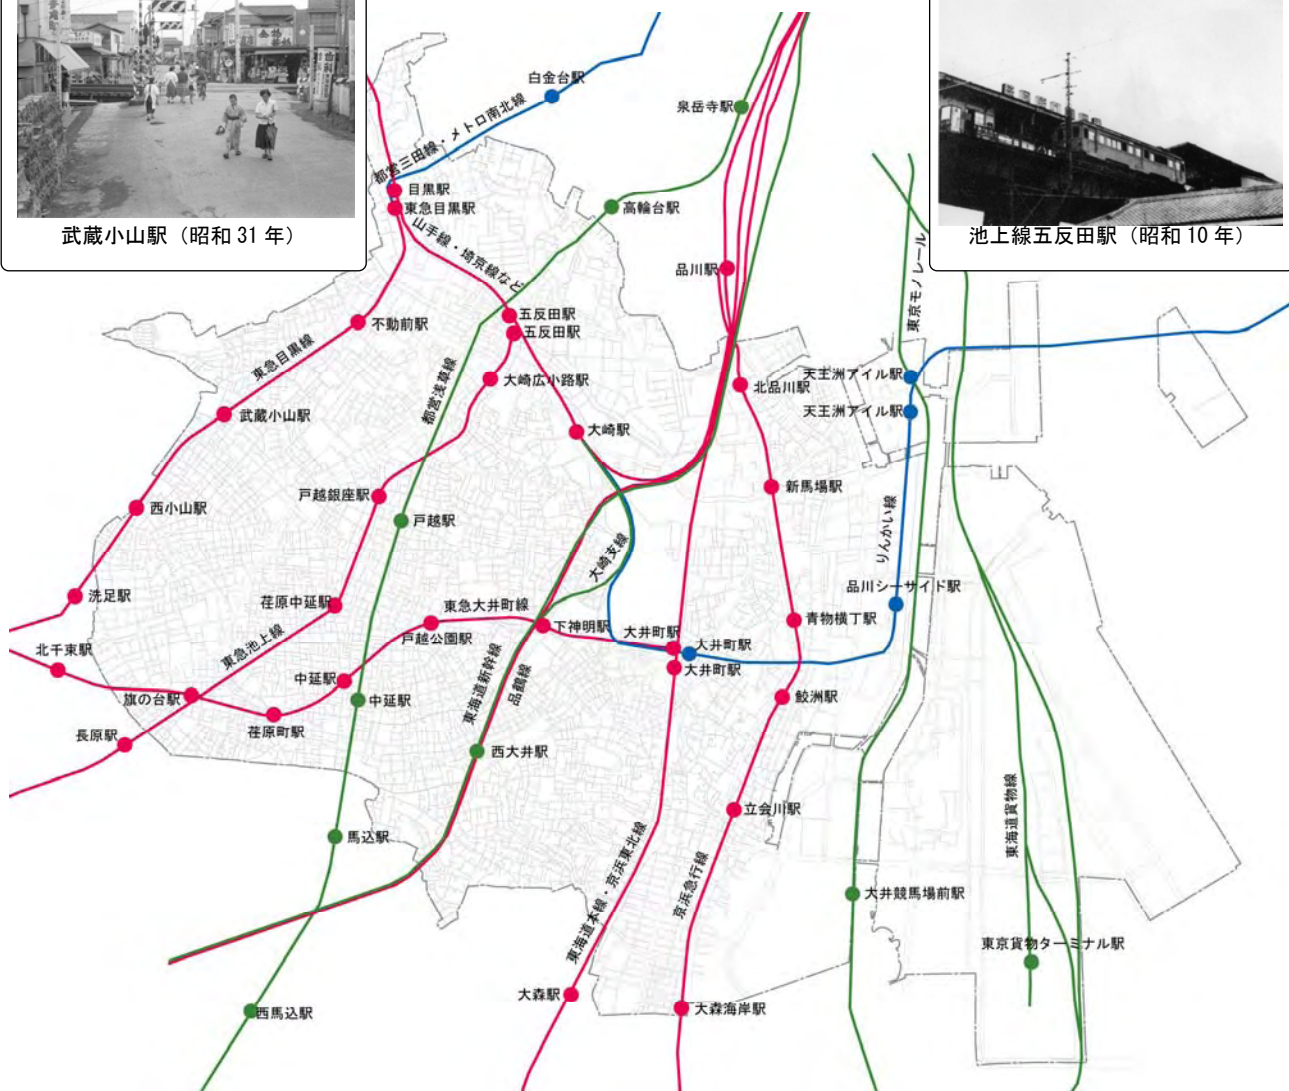 武蔵小山駅（昭和31年）
池上線五反田駅（昭和10年）
白金台駅
泉岳寺駅
都営三田線・メトロ南北線
目黒駅
東急目黒駅
高輪台駅
山手線・埼京線など
品川駅
東京モノレール
五反田駅
五反田駅
不動前駅
東急目黒線
都営浅草線
大崎広小路駅
北品川駅
天王洲アイル駅
天王洲アイル駅
武蔵小山駅
大崎駅
戸越銀座駅
新馬場駅
西小山駅
戸越駅
りんかい線
大崎支線
品川シーサイド駅
洗足駅
荏原中延駅
東急大井町線
戸越公園駅
下神明駅
大井町駅
大井町駅
大井町駅
青物横丁駅
北千束駅
東急池上線
中延駅
中延駅
旗の台駅
荏原町駅
長原駅
東海道新幹線
品鶴線
鮫洲駅
西大井駅
立会川駅
東海道貨物線
馬込駅
東海道本線・京浜東北線
京浜急行線
大井競馬場前駅
東京貨物ターミナル駅
大森駅
大森海岸駅
西馬込駅